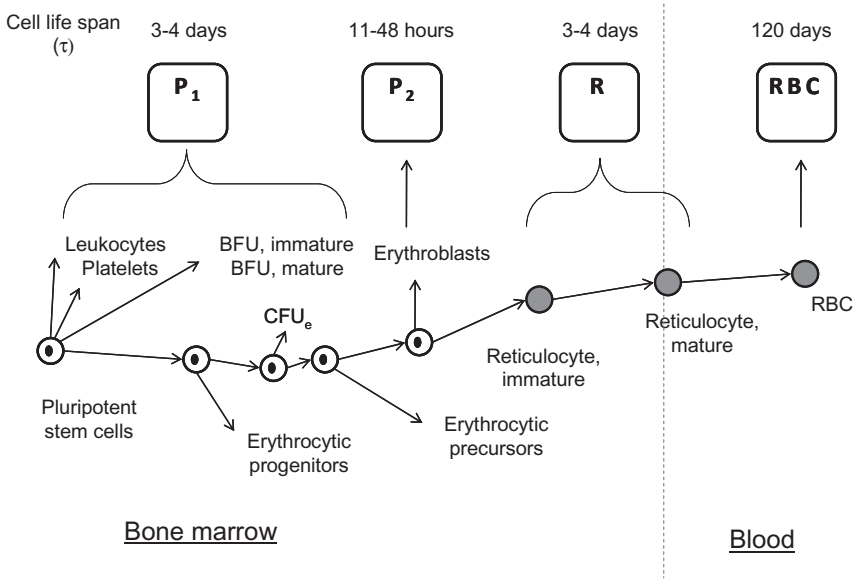 Cell life span
(τ)
3-4 days
11-48 hours
3-4 days
120 days
P1
P2
R
RBC
Leukocytes
Platelets
BFU, immature
BFU, mature
Erythroblasts
CFUe
RBC
Reticulocyte,
mature
Reticulocyte,
immature
Pluripotent
stem cells
Erythrocytic
progenitors
Erythrocytic
precursors
Bone marrow
Blood